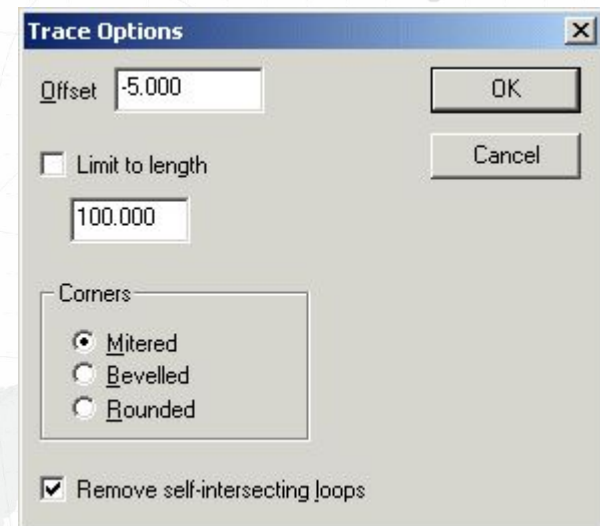 Trace Options
Offset -5.000
OK
Limit to length
Cancel
100.000
Corners
Mitered
Bevelled
Rounded
Remove self-intersecting loops